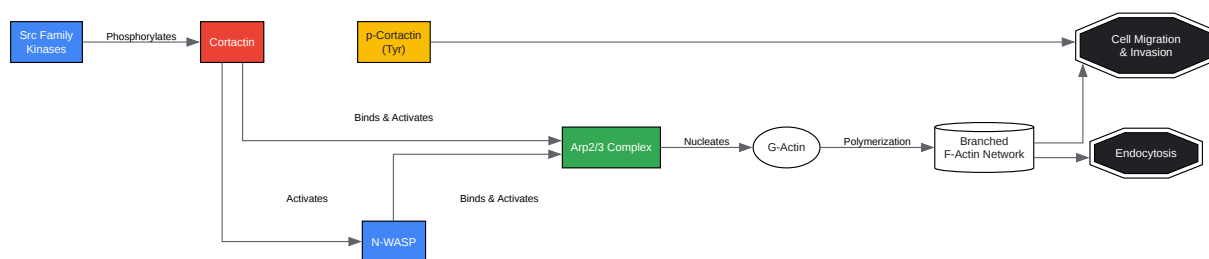 Src Family
Kinases
Phosphorylates
Cortactin
p-Cortactin
(Tyr)
Cell Migration
& Invasion
Binds & Activates
Arp2/3 Complex
Nucleates
G-Actin
Polymerization
Branched
F-Actin Network
Endocytosis
Activates
Binds & Activates
N-WASP